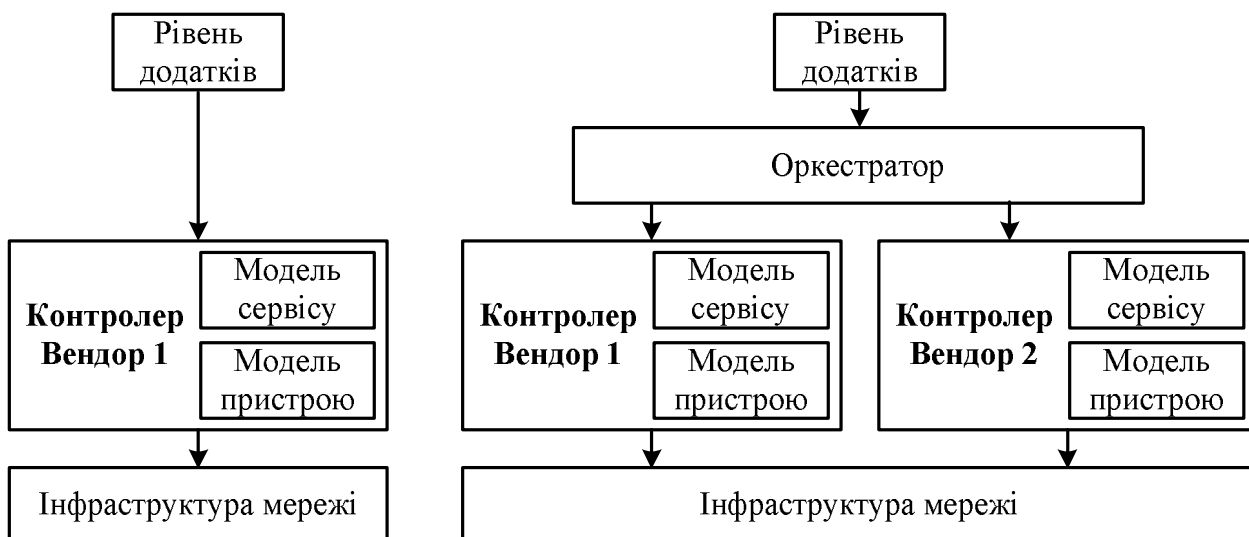 Рівень
додатків
Контролер
Вендор 1
Модель
сервісу
Модель
пристрою
Інфраструктура мережі
Рівень
додатків
Оркестратор
Контролер
Вендор 1
Модель
сервісу
Модель
пристрою
Контролер
Вендор 2
Модель
сервісу
Модель
пристрою
Інфраструктура мережі